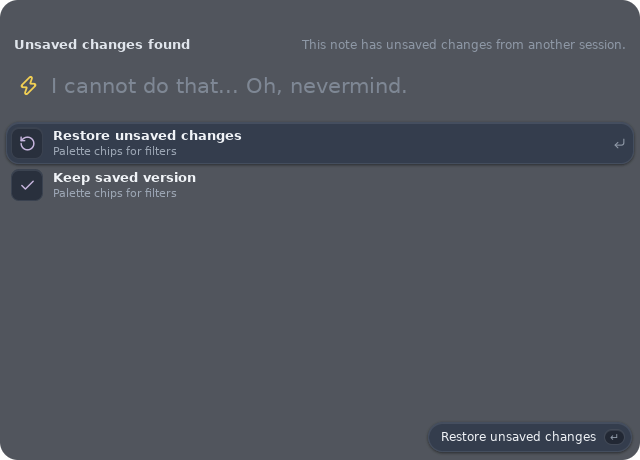 Unsaved changes found
This note has unsaved changes from another session.
I cannot do that... Oh, nevermind.
Restore unsaved changes
Palette chips for filters
Keep saved version
Palette chips for filters
Restore unsaved changes